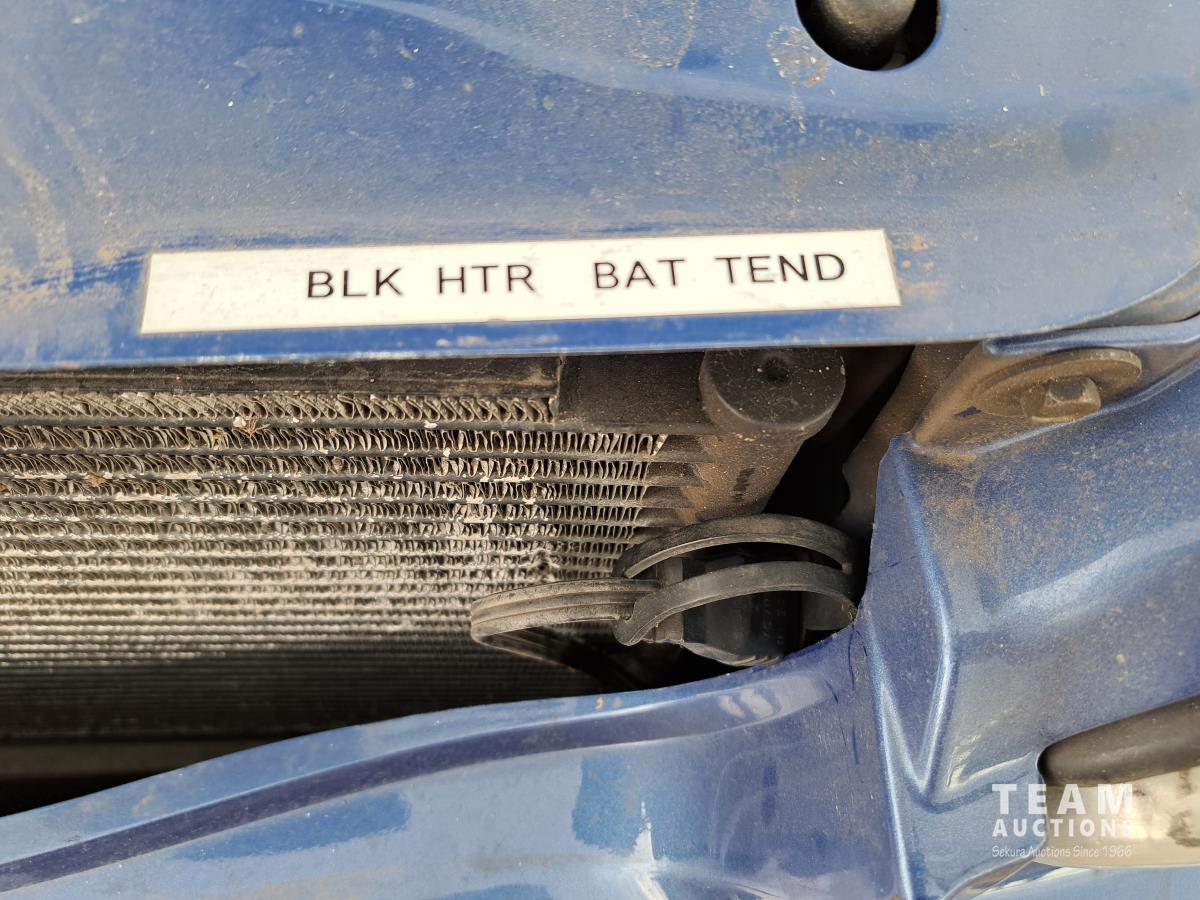 BLK HTR BAT TEND
TEAM
AUCTIONS
Sekura Auctions Since 1966